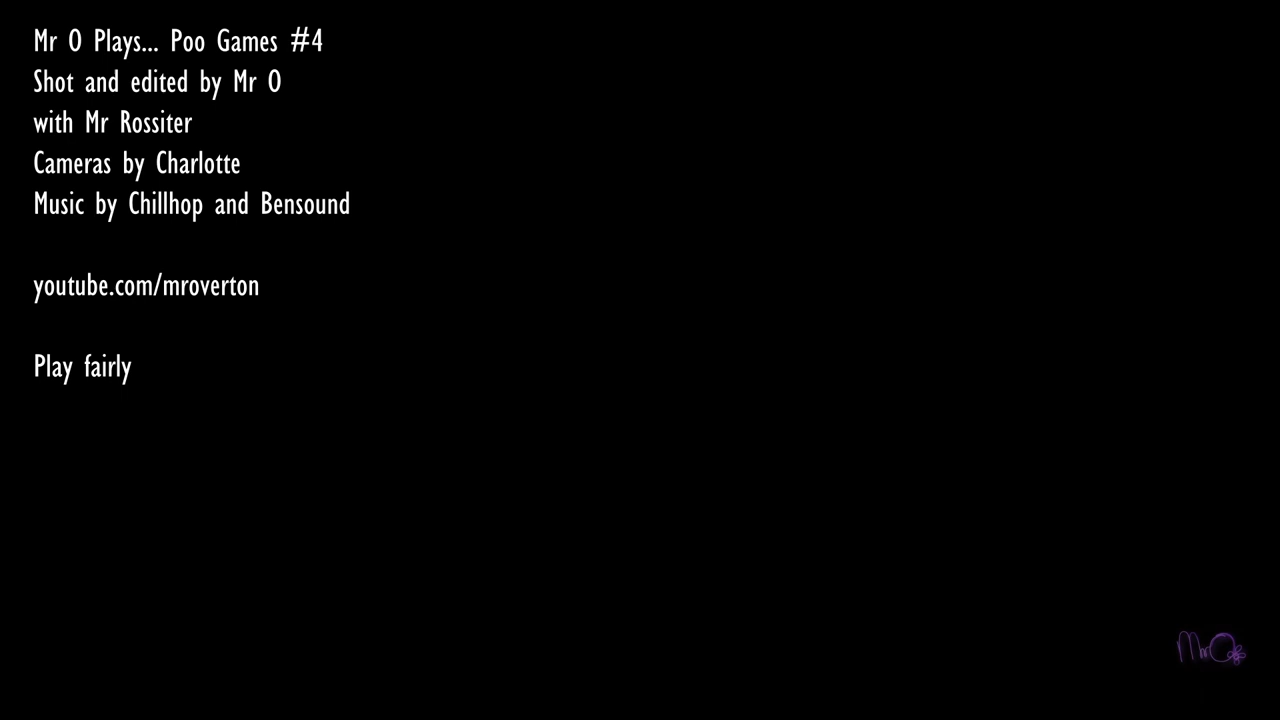 Mr O Plays... Poo Games #4
Shot and edited by Mr O
with Mr Rossiter
Cameras by Charlotte
Music by Chillhop and Bensound
youtube.com/mroverton
Play fairly
MrO